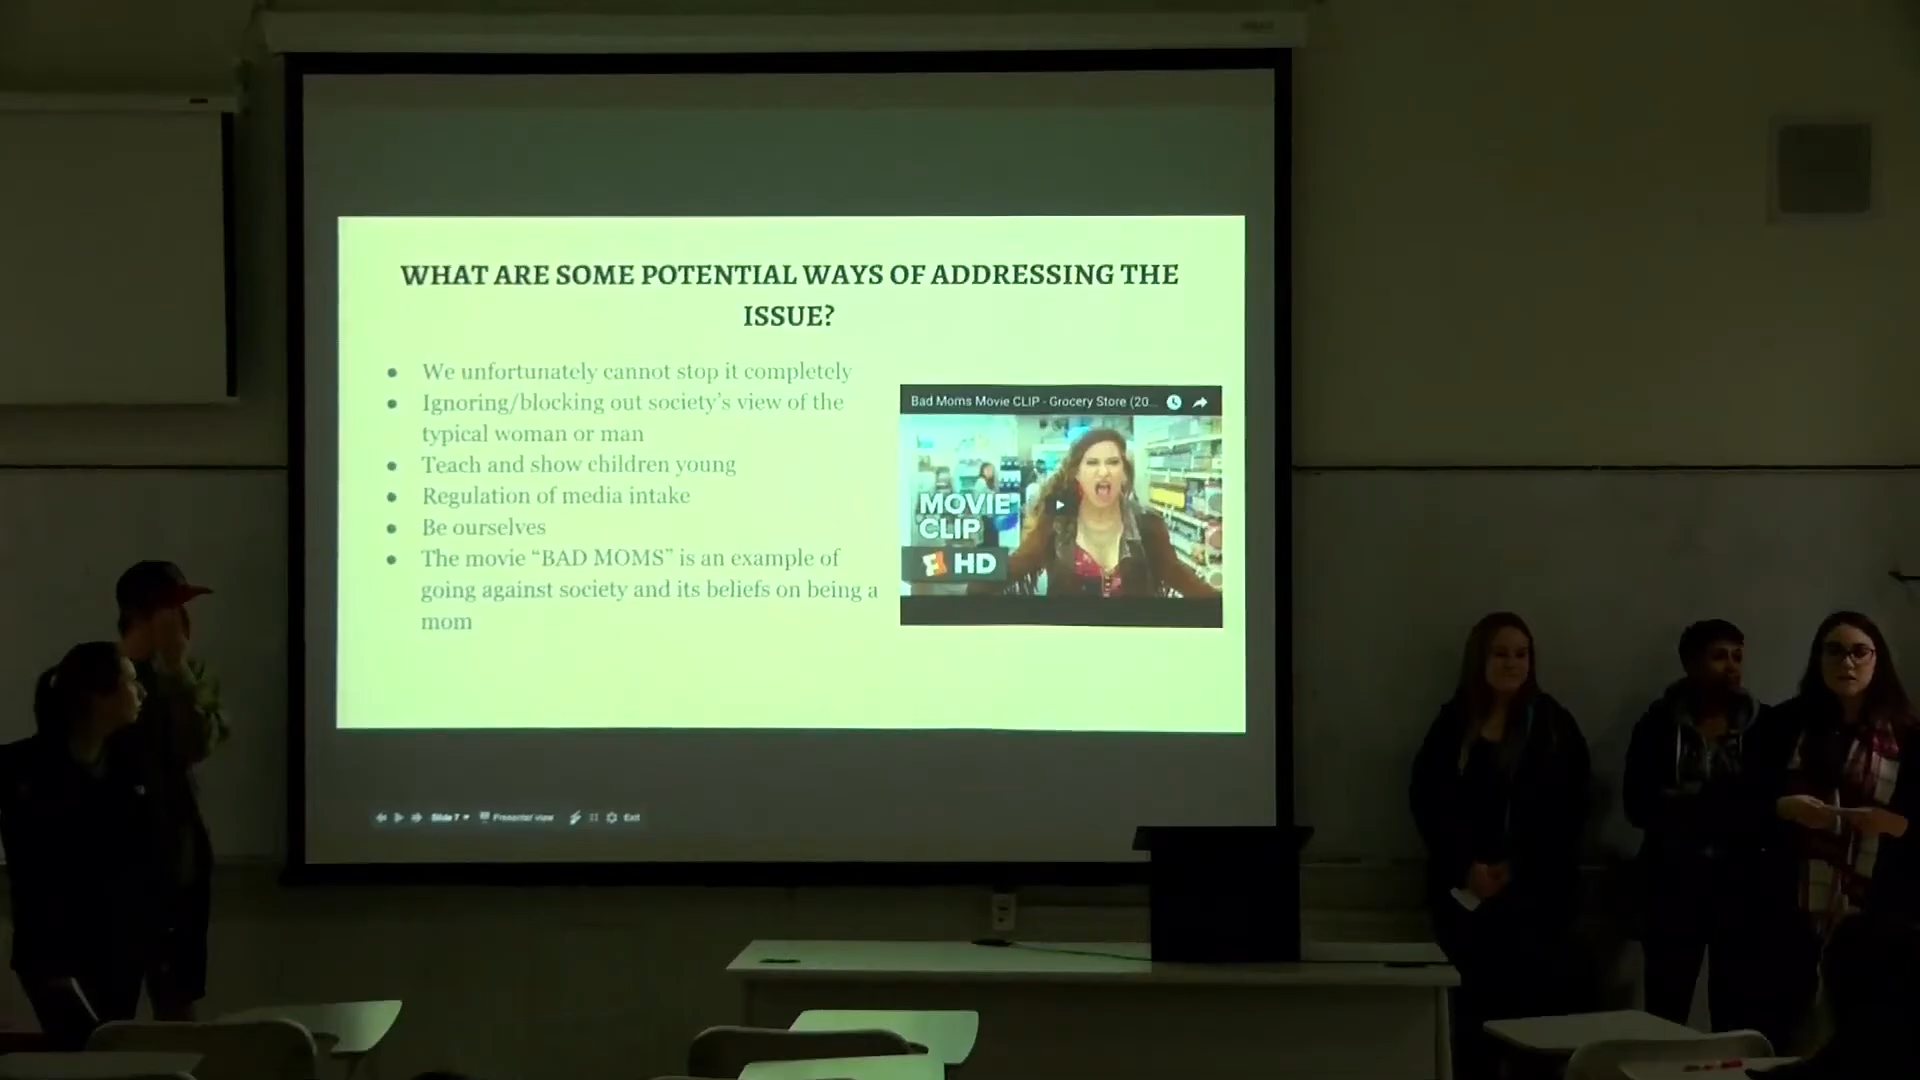 WHAT ARE SOME POTENTIAL WAYS OF ADDRESSING THE
ISSUE?
● We unfortunately cannot stop it completely
● Ignoring/blocking out society's view of the
typical woman or man
● Teach and show children young
● Regulation of media intake
● Be ourselves
● The movie “BAD MOMS” is an example of
going against society and its beliefs on being a
mom
Bad Moms Movie CLIP - Grocery Store (20...
MOVIE
CLIP
HD
Slide 7 Presenter view Exit